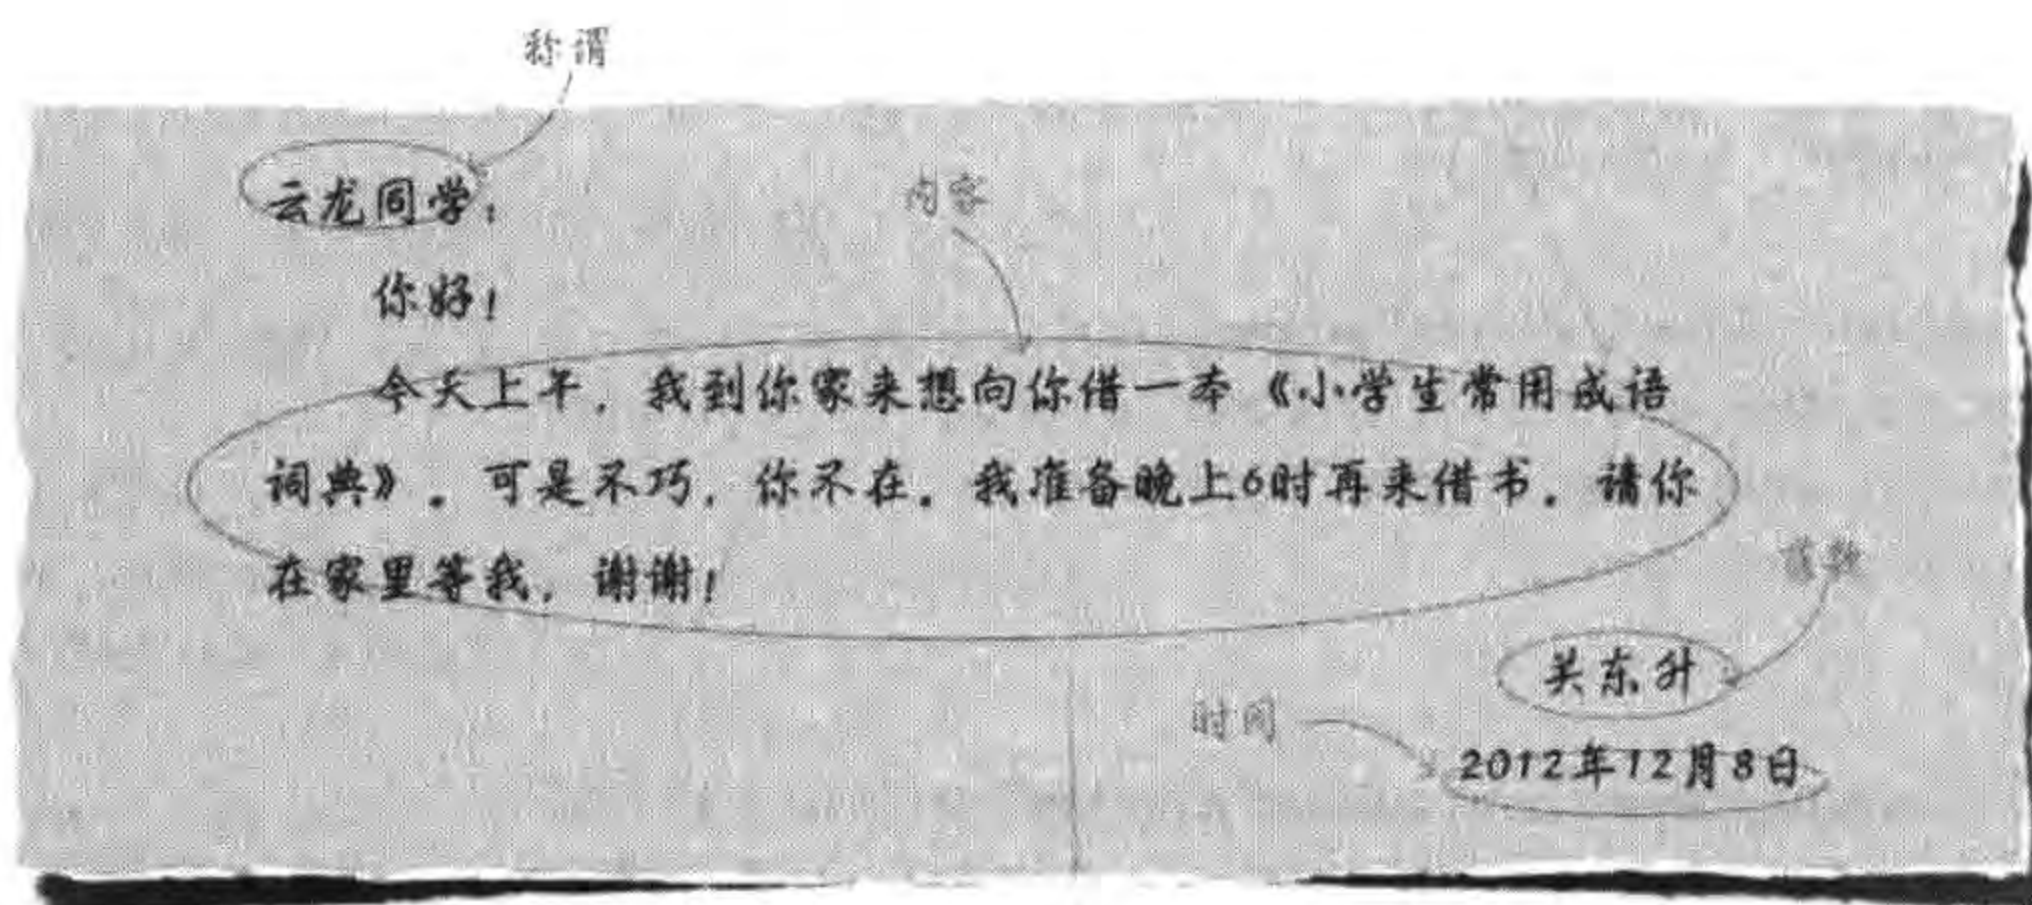 称谓
云龙同学：
内容
你好！
今天上午，我到你家来想向你借一本《小学生常用成语
词典》。可是不巧，你不在。我准备晚上6时再来借书。请你
在家里等我，谢谢！
落款
关东升
时间
2012年12月8日